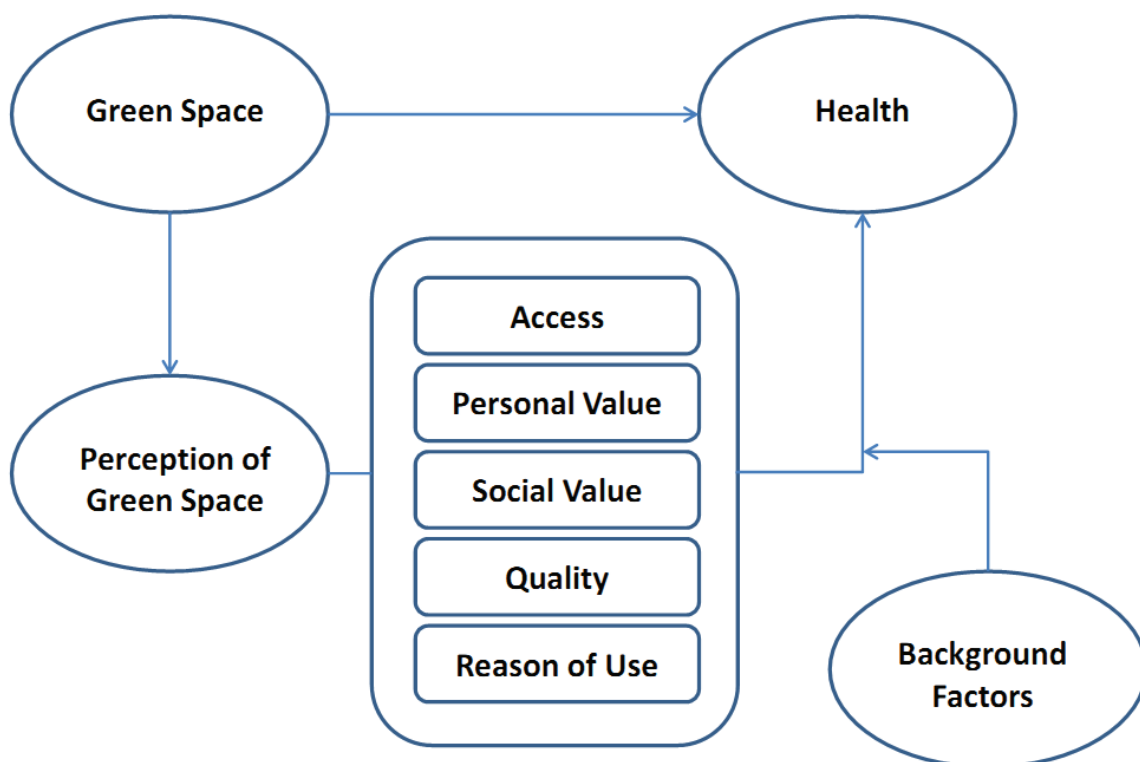 Green Space
Health
Access
Personal Value
Social Value
Quality
Reason of Use
Perception of
Green Space
Background
Factors